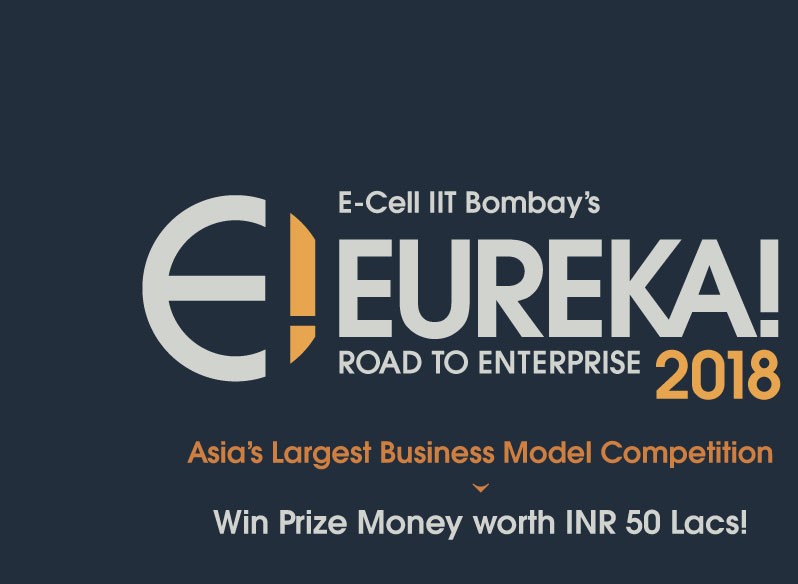 E-Cell IIT Bombay's
E! EUREKA!
ROAD TO ENTERPRISE 2018
Asia's Largest Business Model Competition
Win Prize Money worth INR 50 Lacs!